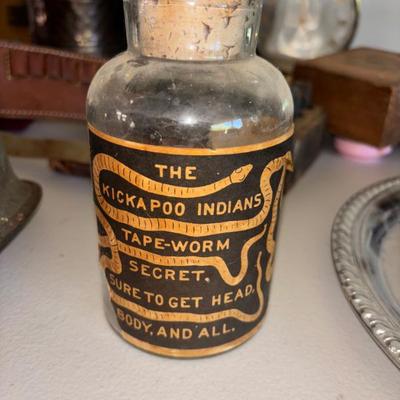 THE
KICKAPOO INDIANS
TAPE-WORM
SECRET.
SURE TO GET HEAD,
BODY, AND ALL.